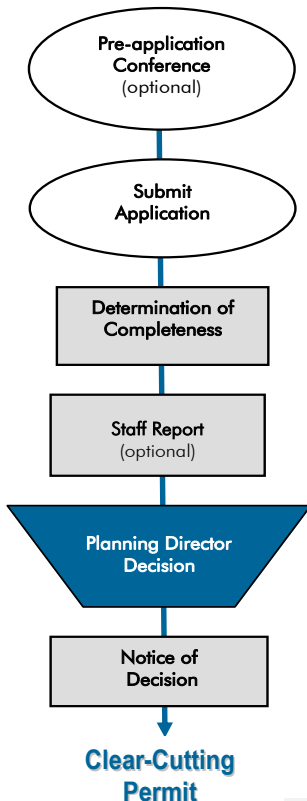 Pre-application
Conference
(optional)
Submit
Application
Determination of
Completeness
Staff Report
(optional)
Planning Director
Decision
Notice of
Decision
Clear-Cutting
Permit